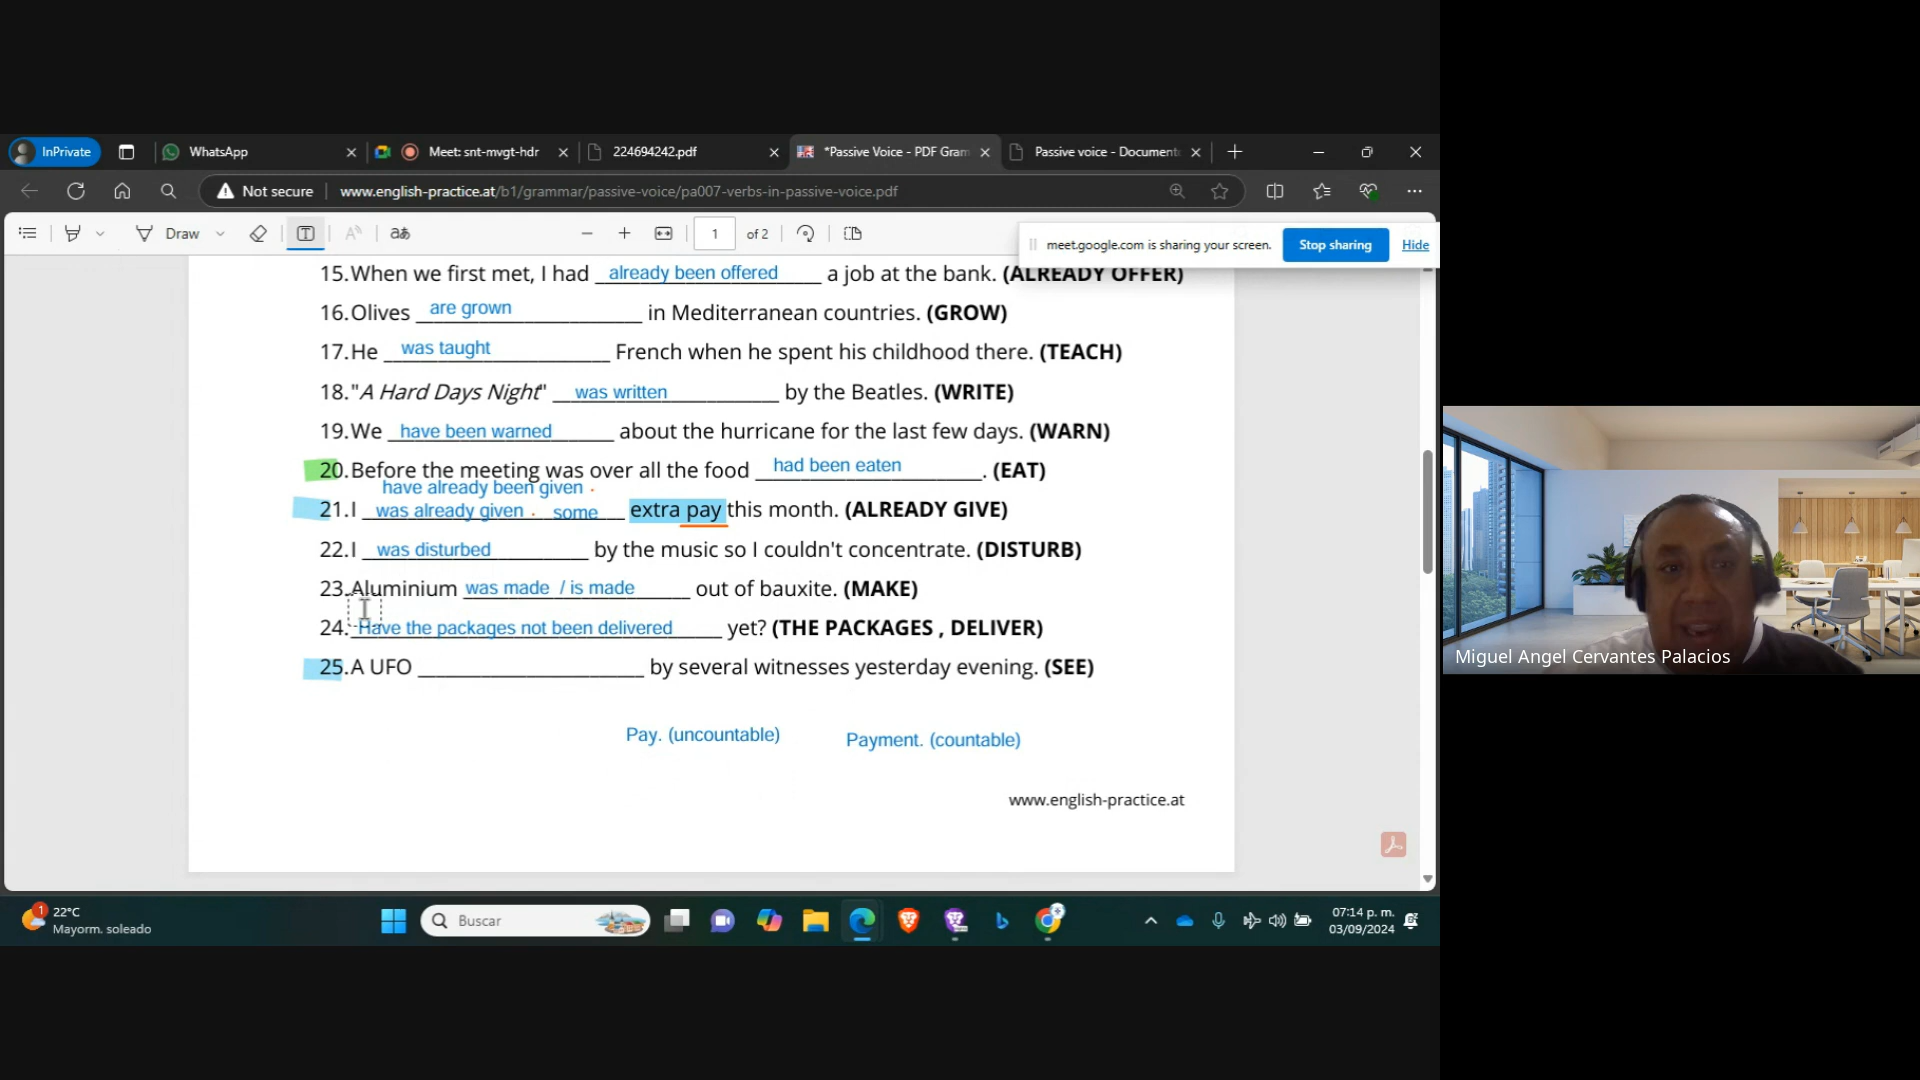 InPrivate
WhatsApp
Meet: snt-mvgt-hdr
224694242.pdf
*Passive Voice - PDF Gram
Passive voice - Document
Not secure
www.english-practice.at/b1/grammar/passive-voice/pa007-verbs-in-passive-voice.pdf
Draw
1
of 2
meet.google.com is sharing your screen.
Stop sharing
Hide
15. When we first met, I had already been offered a job at the bank. (ALREADY OFFER)
16. Olives are grown in Mediterranean countries. (GROW)
17. He was taught French when he spent his childhood there. (TEACH)
18. "A Hard Days Night" was written by the Beatles. (WRITE)
19. We have been warned about the hurricane for the last few days. (WARN)
20. Before the meeting was over all the food had been eaten. (EAT)
have already been given .
21. I was already given . some extra pay this month. (ALREADY GIVE)
22. I was disturbed by the music so I couldn't concentrate. (DISTURB)
23. Aluminium was made / is made out of bauxite. (MAKE)
24. Have the packages not been delivered yet? (THE PACKAGES , DELIVER)
25. A UFO ______________________ by several witnesses yesterday evening. (SEE)
Pay. (uncountable)
Payment. (countable)
www.english-practice.at
Miguel Angel Cervantes Palacios
1
22°C
Mayorm. soleado
Buscar
07:14 p. m.
03/09/2024